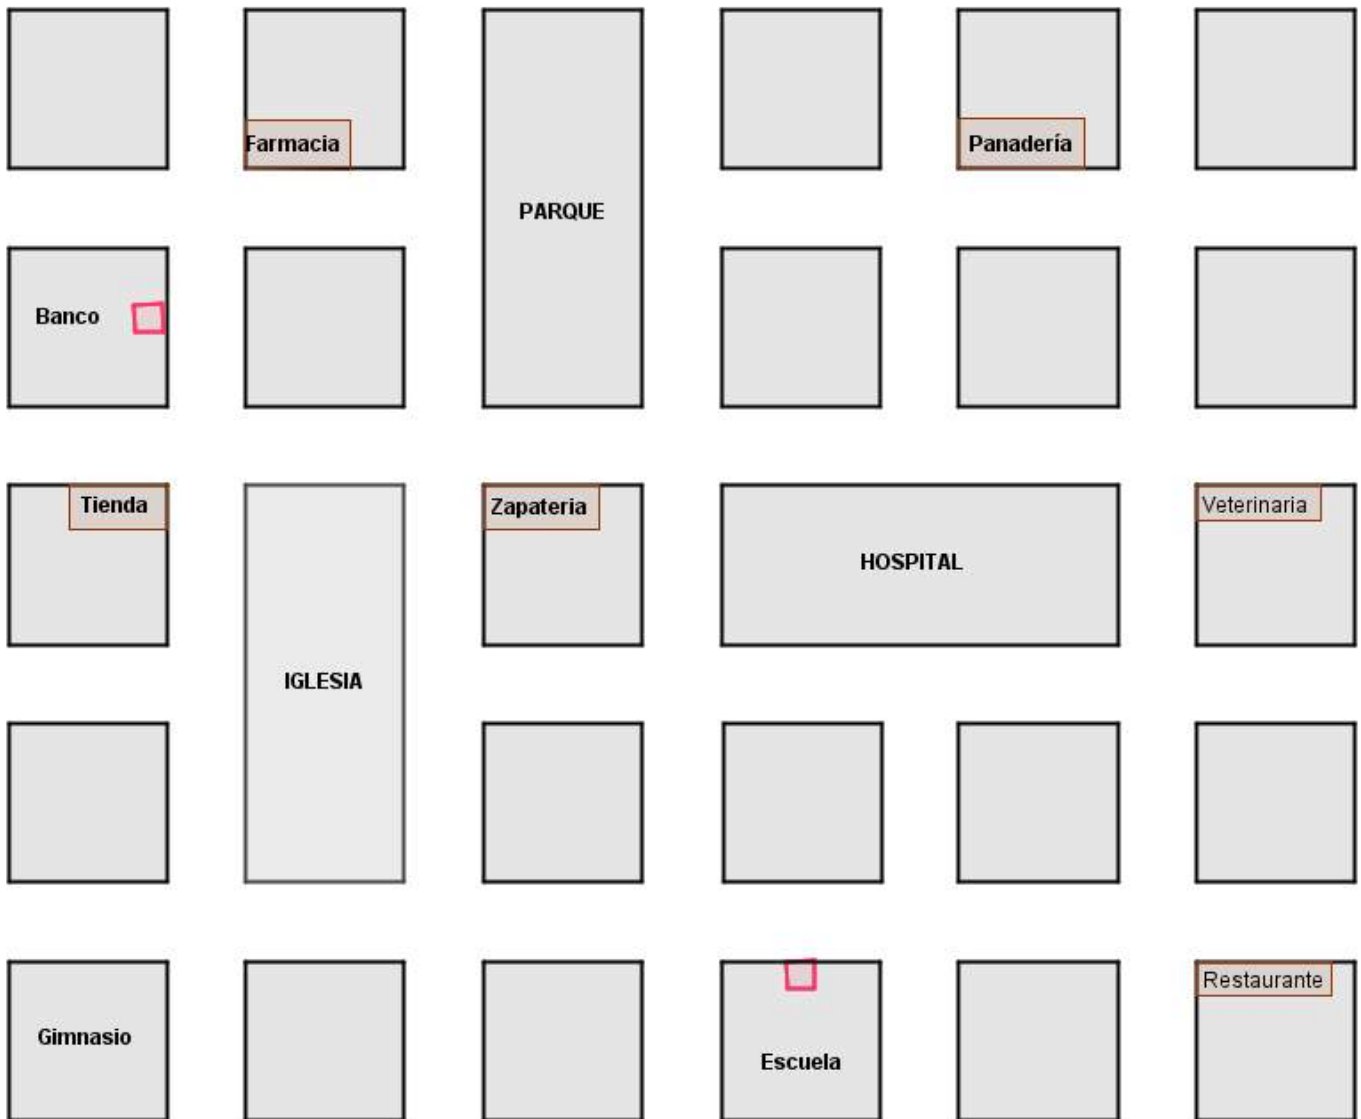 Farmacia
Panadería
PARQUE
Banco
Tienda
Zapateria
Veterinaria
HOSPITAL
IGLESIA
Restaurante
Gimnasio
Escuela